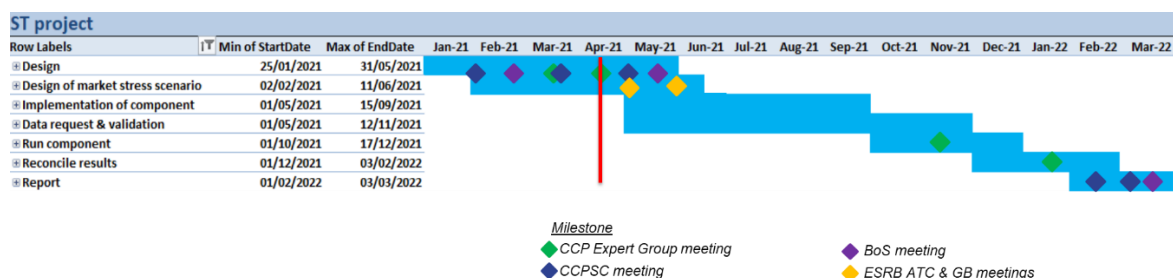 ST project
Row Labels Min of StartDate Max of EndDate Jan-21 Feb-21 Mar-21 Apr-21 May-21 Jun-21 Jul-21 Aug-21 Sep-21 Oct-21 Nov-21 Dec-21 Jan-22 Feb-22 Mar-22
Design 25/01/2021 31/05/2021
Design of market stress scenario 02/02/2021 11/06/2021
Implementation of component 01/05/2021 15/09/2021
Data request & validation 01/05/2021 12/11/2021
Run component 01/10/2021 17/12/2021
Reconcile results 01/12/2021 03/02/2022
Report 01/02/2022 03/03/2022
Milestone
CCP Expert Group meeting BoS meeting
CCPSC meeting ESRB ATC & GB meetings